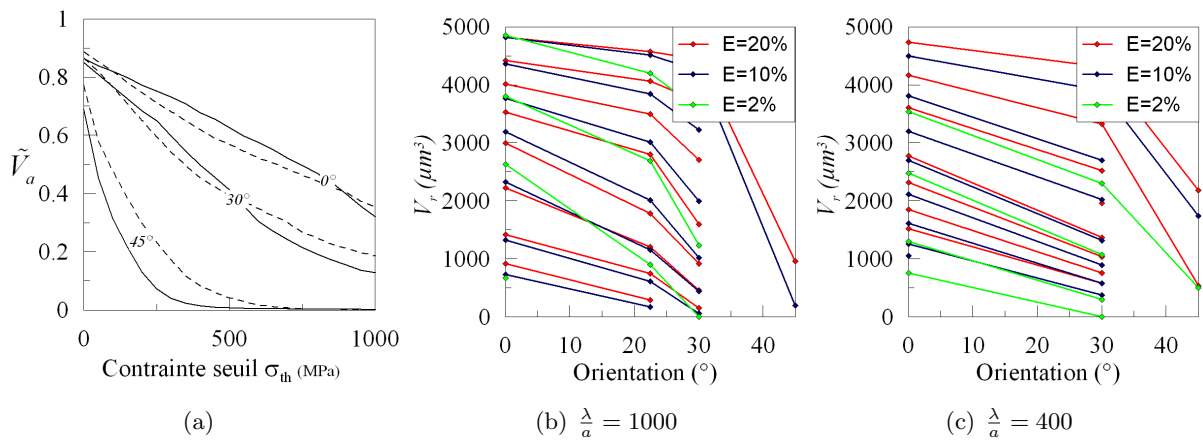 1
0.8
0.6
0.4
0.2
0
Ṽa
0°
30°
45°
0 500 1000
Contrainte seuil σth (MPa)
(a)
5000
4000
3000
2000
1000
0
Vr (μm³)
E=20%
E=10%
E=2%
0 10 20 30 40
Orientation (°)
(b) λ/a = 1000
5000
4000
3000
2000
1000
0
Vr (μm³)
E=20%
E=10%
E=2%
0 10 20 30 40
Orientation (°)
(c) λ/a = 400